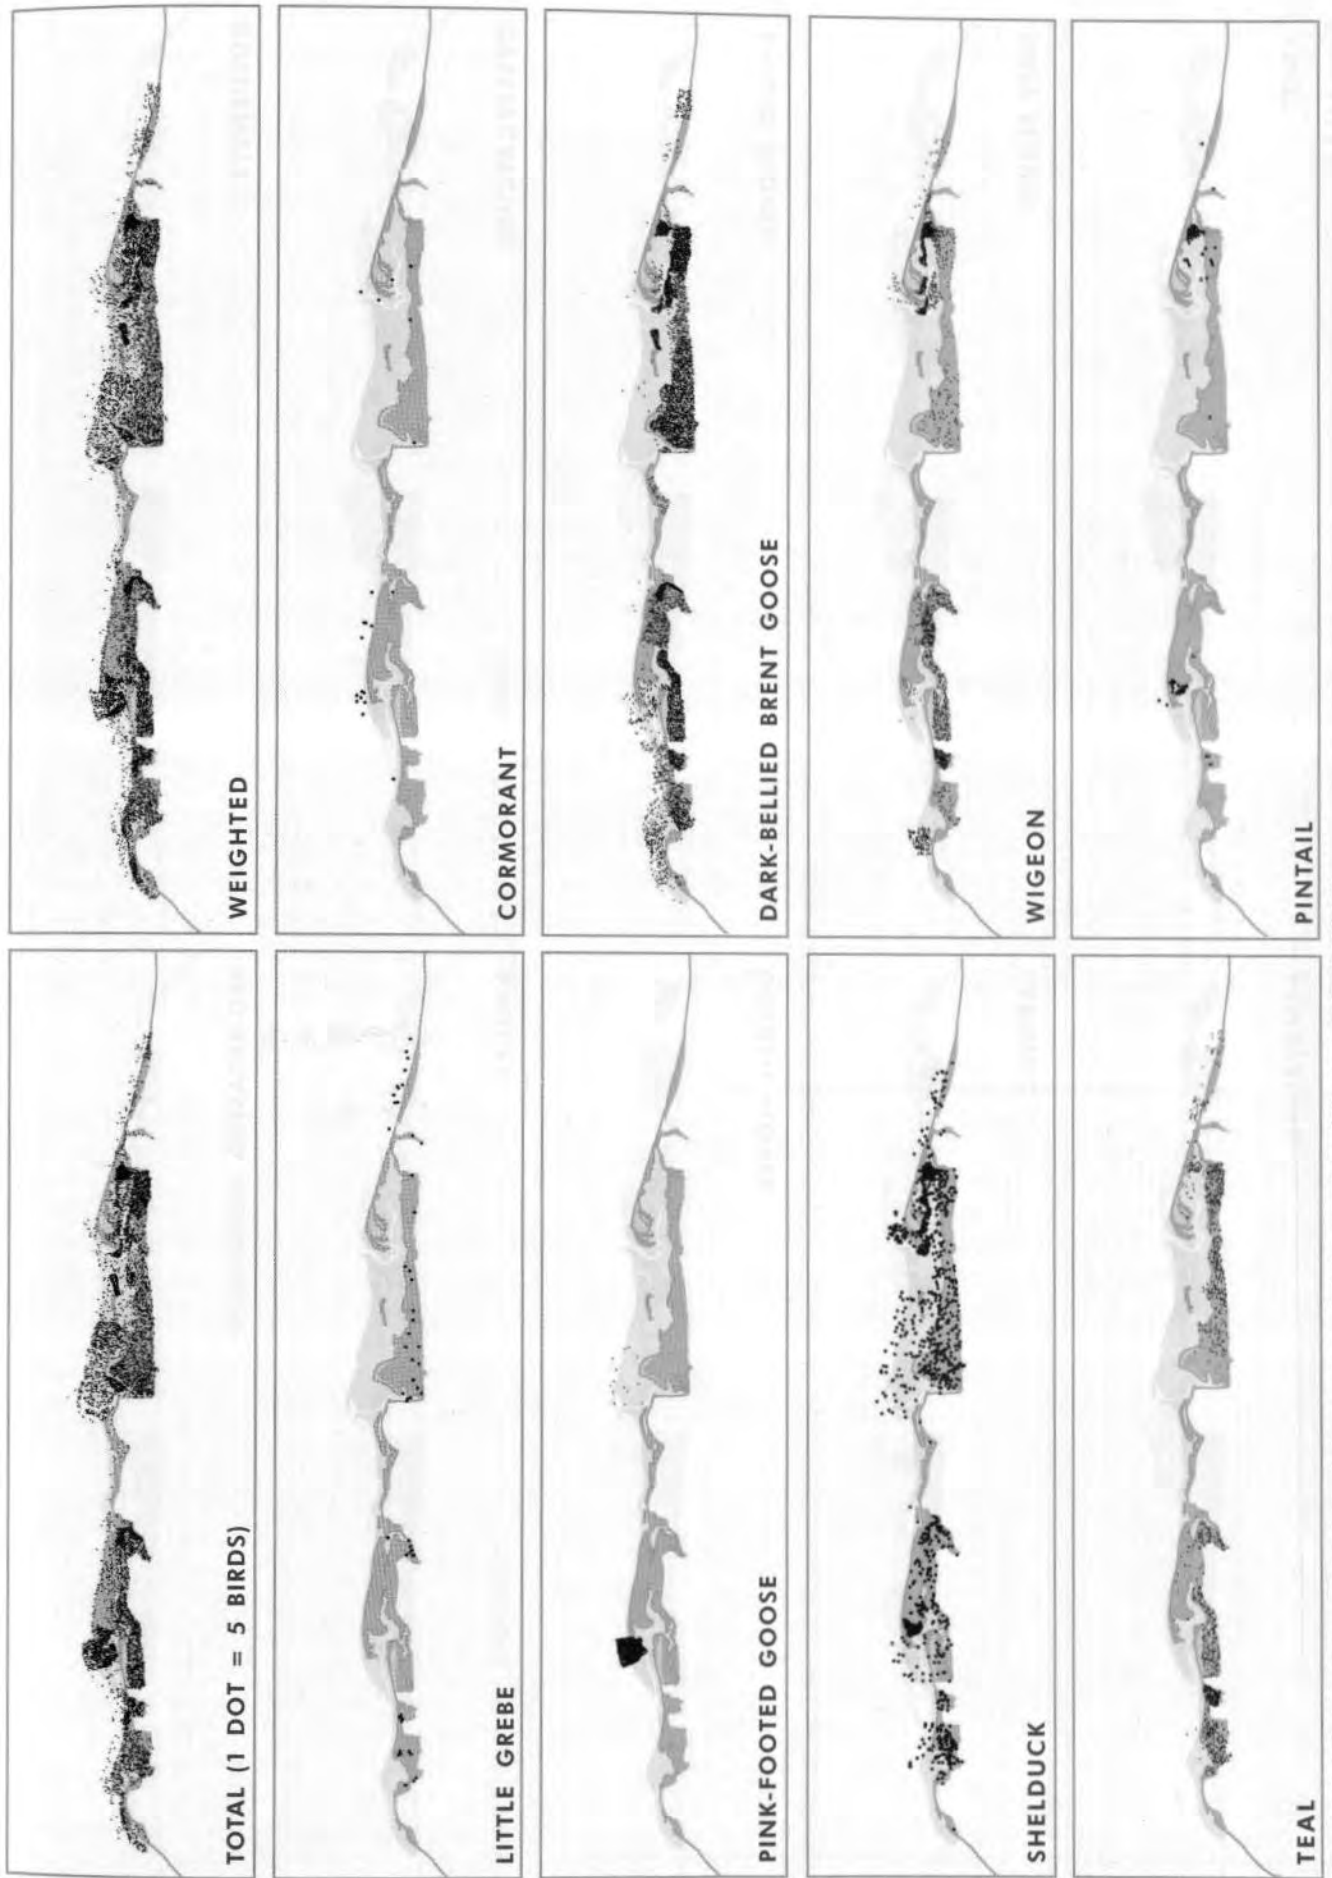 TOTAL (1 DOT = 5 BIRDS)
WEIGHTED
LITTLE GREBE
CORMORANT
PINK-FOOTED GOOSE
DARK-BELLIED BRENT GOOSE
SHELDUCK
WIGEON
TEAL
PINTAIL